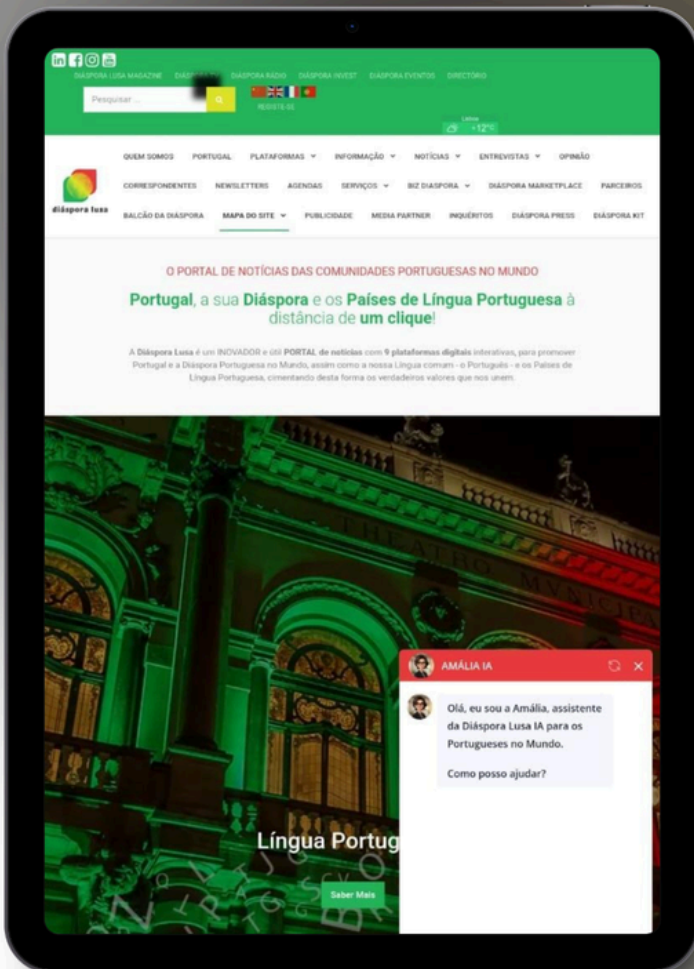 DIÁSPORA LUSA MAGAZINE DIÁSPORA RÁDIO DIÁSPORA INVEST DIÁSPORA EVENTOS DIRECTÓRIO
Pesquisar ...
REGISTE-SE
Lisboa
+12°C
QUEM SOMOS PORTUGAL PLATAFORMAS INFORMAÇÃO NOTÍCIAS ENTREVISTAS OPINIÃO
CORRESPONDENTES NEWSLETTERS AGENDAS SERVIÇOS BIZ DIASPORA DIÁSPORA MARKETPLACE PARCEIROS
diáspora lusa
BALCÃO DA DIÁSPORA MAPA DO SITE PUBLICIDADE MEDIA PARTNER INQUÉRITOS DIÁSPORA PRESS DIÁSPORA KIT
O PORTAL DE NOTÍCIAS DAS COMUNIDADES PORTUGUESAS NO MUNDO
Portugal, a sua Diáspora e os Países de Língua Portuguesa à
distância de um clique!
A Diáspora Lusa é um INOVADOR e útil PORTAL de notícias com 9 plataformas digitais interativas, para promover
Portugal e a Diáspora Portuguesa no Mundo, assim como a nossa Língua comum - o Português - e os Países de
Língua Portuguesa, cimentando desta forma os verdadeiros valores que nos unem.
THEATRO MVNICIPA
AMÁLIA IA
Olá, eu sou a Amália, assistente
da Diáspora Lusa IA para os
Portugueses no Mundo.
Como posso ajudar?
Língua Portug
Saber Mais